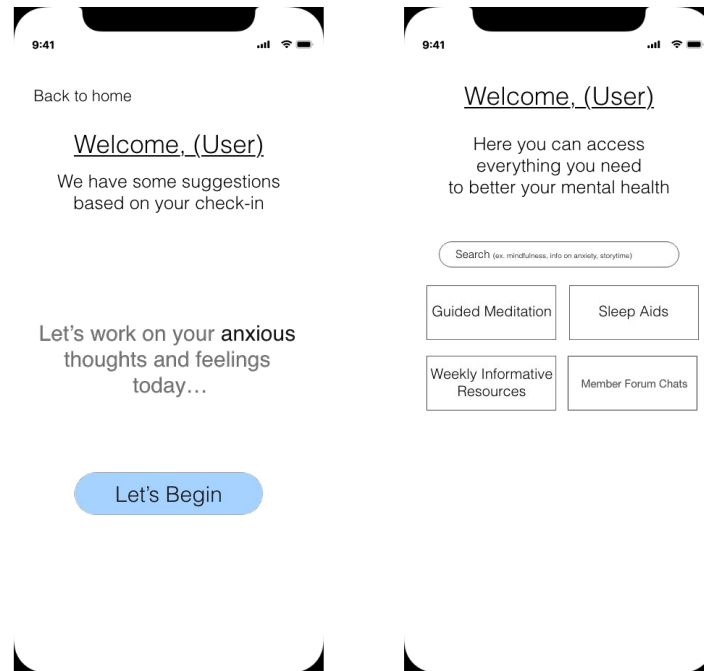 9:41
Back to home
Welcome, (User)
We have some suggestions
based on your check-in
Let's work on your anxious
thoughts and feelings
today...
Let's Begin
9:41
Welcome, (User)
Here you can access
everything you need
to better your mental health
Search (ex. mindfulness, info on anxiety, storytime)
Guided Meditation
Sleep Aids
Weekly Informative
Resources
Member Forum Chats